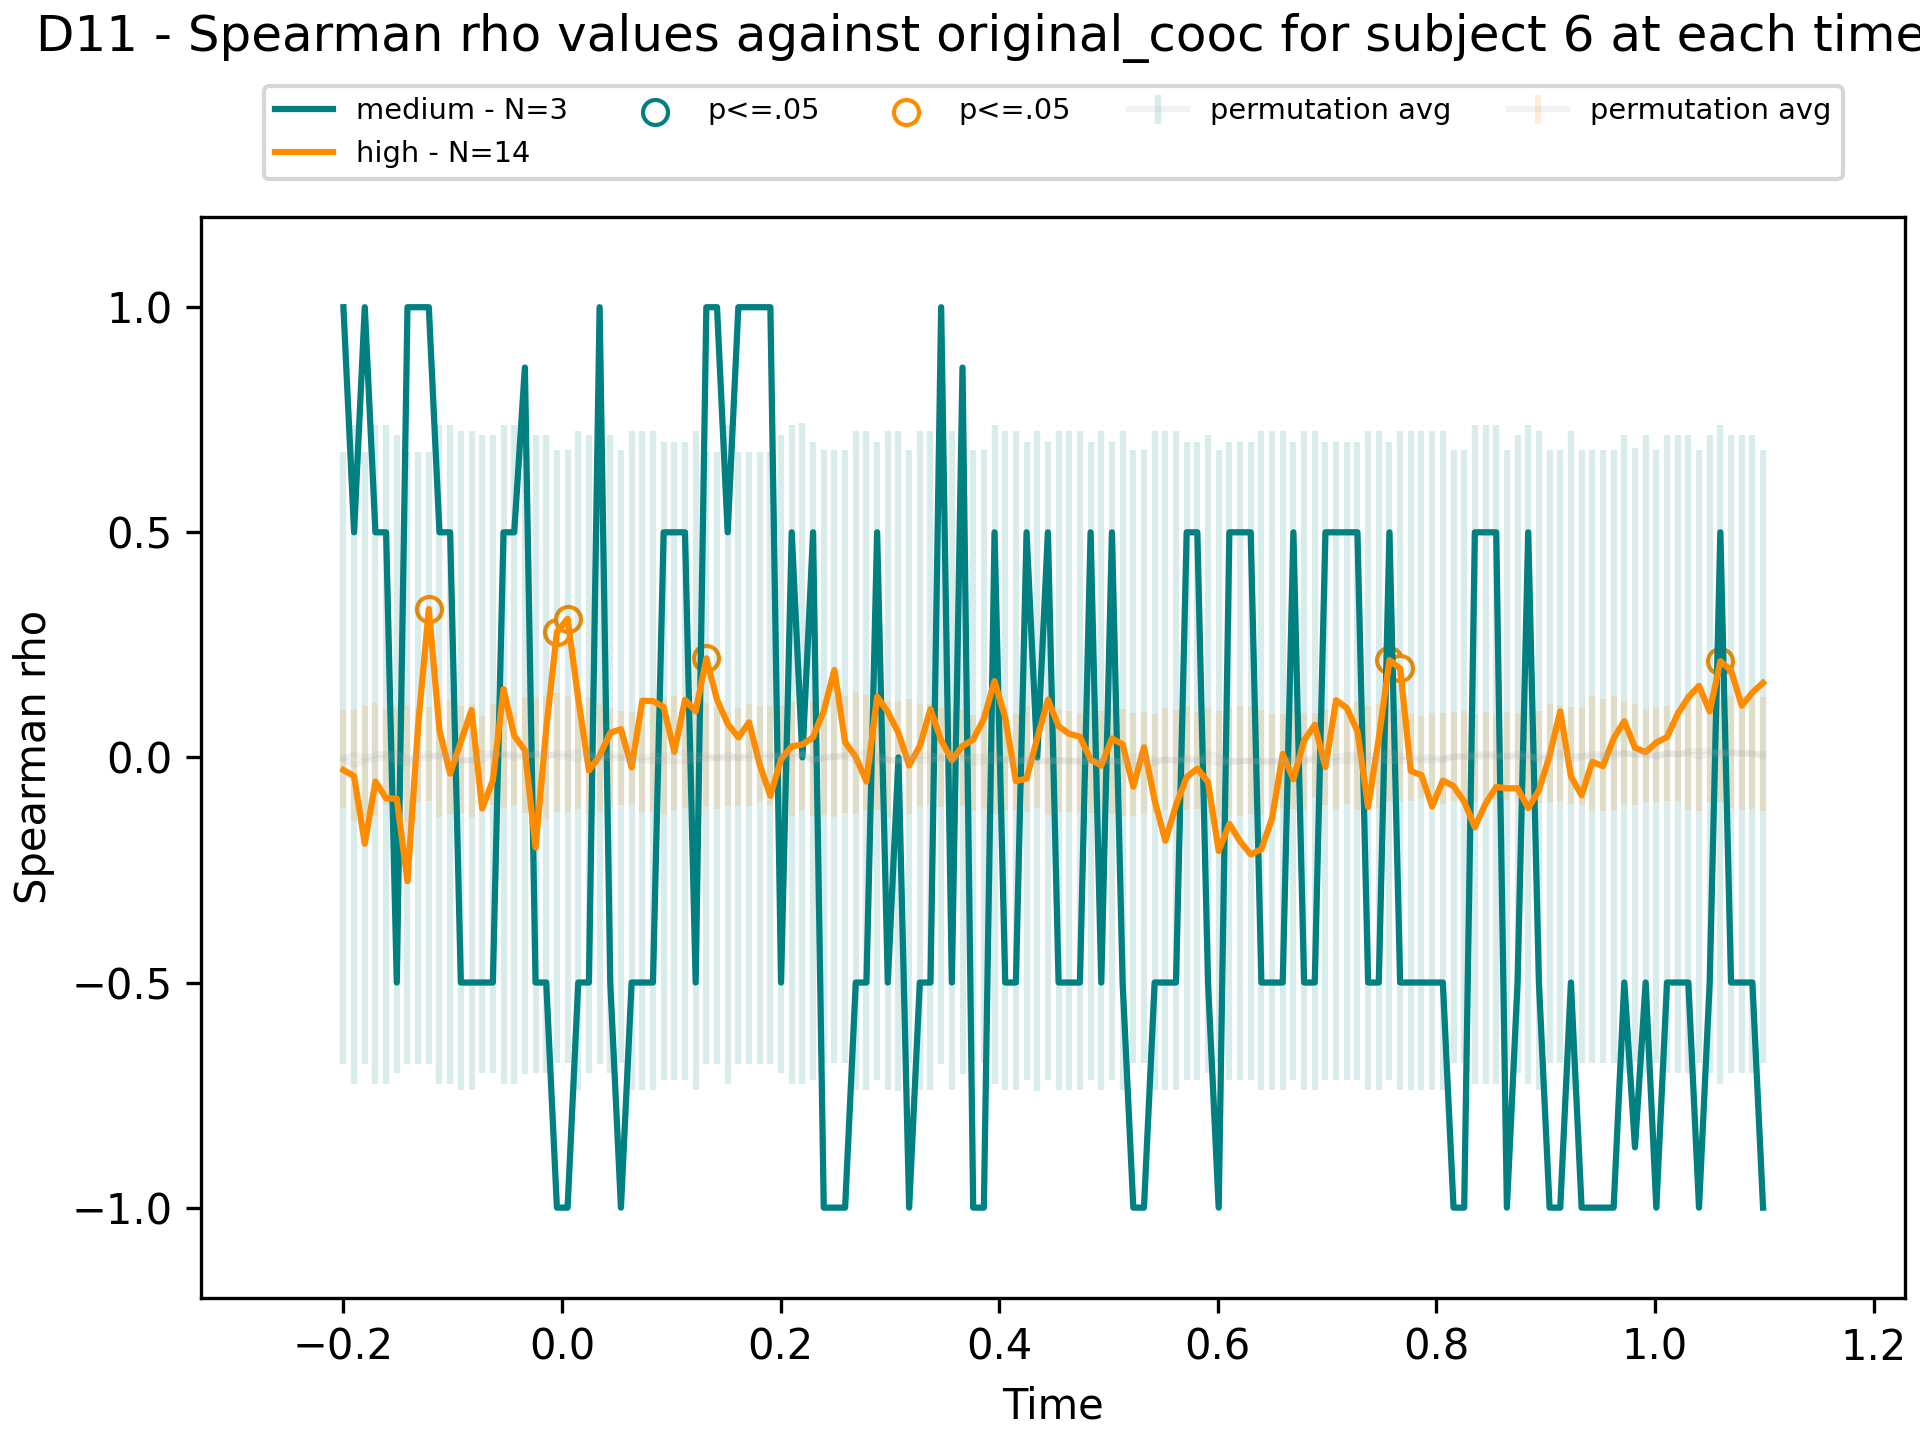 D11 - Spearman rho values against original_cooc for subject 6 at each time
medium - N=3
high - N=14
p<=.05
p<=.05
permutation avg
permutation avg
1.0
0.5
0.0
−0.5
−1.0
Spearman rho
−0.2
0.0
0.2
0.4
0.6
0.8
1.0
1.2
Time